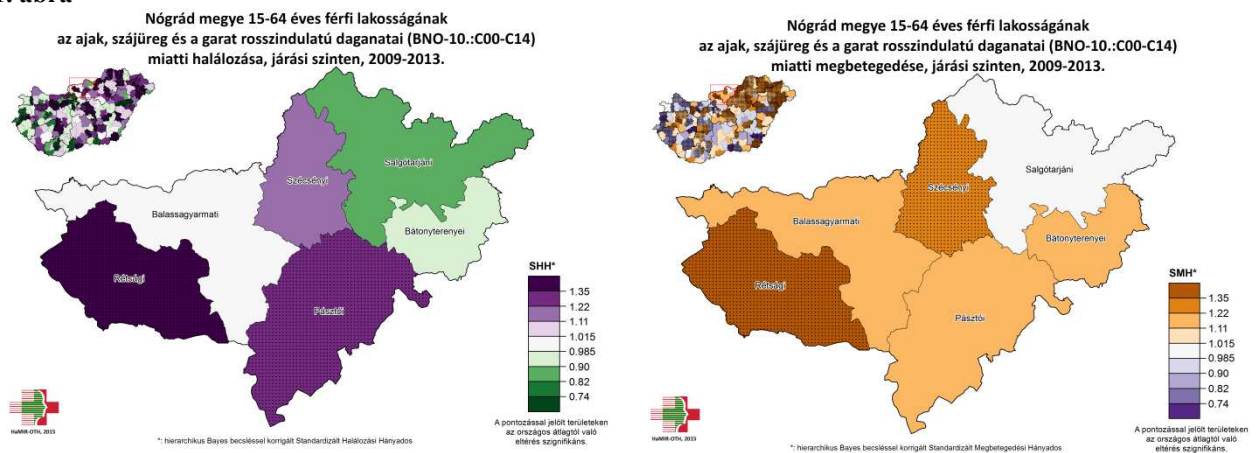 Nógrád megye 15-64 éves férfi lakosságának
az ajak, szájüreg és a garat rosszindulatú daganatai (BNO-10.:C00-C14)
miatti halálozása, járási szinten, 2009-2013.
Salgótarjáni
Szécsényi
Balassagyarmati
Bátonyterenyei
Rétsági
Pásztói
SHH*
1.35
1.22
1.11
1.015
0.985
0.90
0.82
0.74
HaMIR-OTH, 2015
A pontozással jelölt területeken
az országos átlagtól való
eltérés szignifikáns.
*: hierarchikus Bayes becsléssel korrigált Standardizált Halálozási Hányados
Nógrád megye 15-64 éves férfi lakosságának
az ajak, szájüreg és a garat rosszindulatú daganatai (BNO-10.:C00-C14)
miatti megbetegedése, járási szinten, 2009-2013.
Salgótarjáni
Szécsényi
Balassagyarmati
Bátonyterenyei
Rétsági
Pásztói
SMH*
1.35
1.22
1.11
1.015
0.985
0.90
0.82
0.74
HaMIR-OTH, 2015
A pontozással jelölt területeken
az országos átlagtól való
eltérés szignifikáns.
*: hierarchikus Bayes becsléssel korrigált Standardizált Megbetegedési Hányados